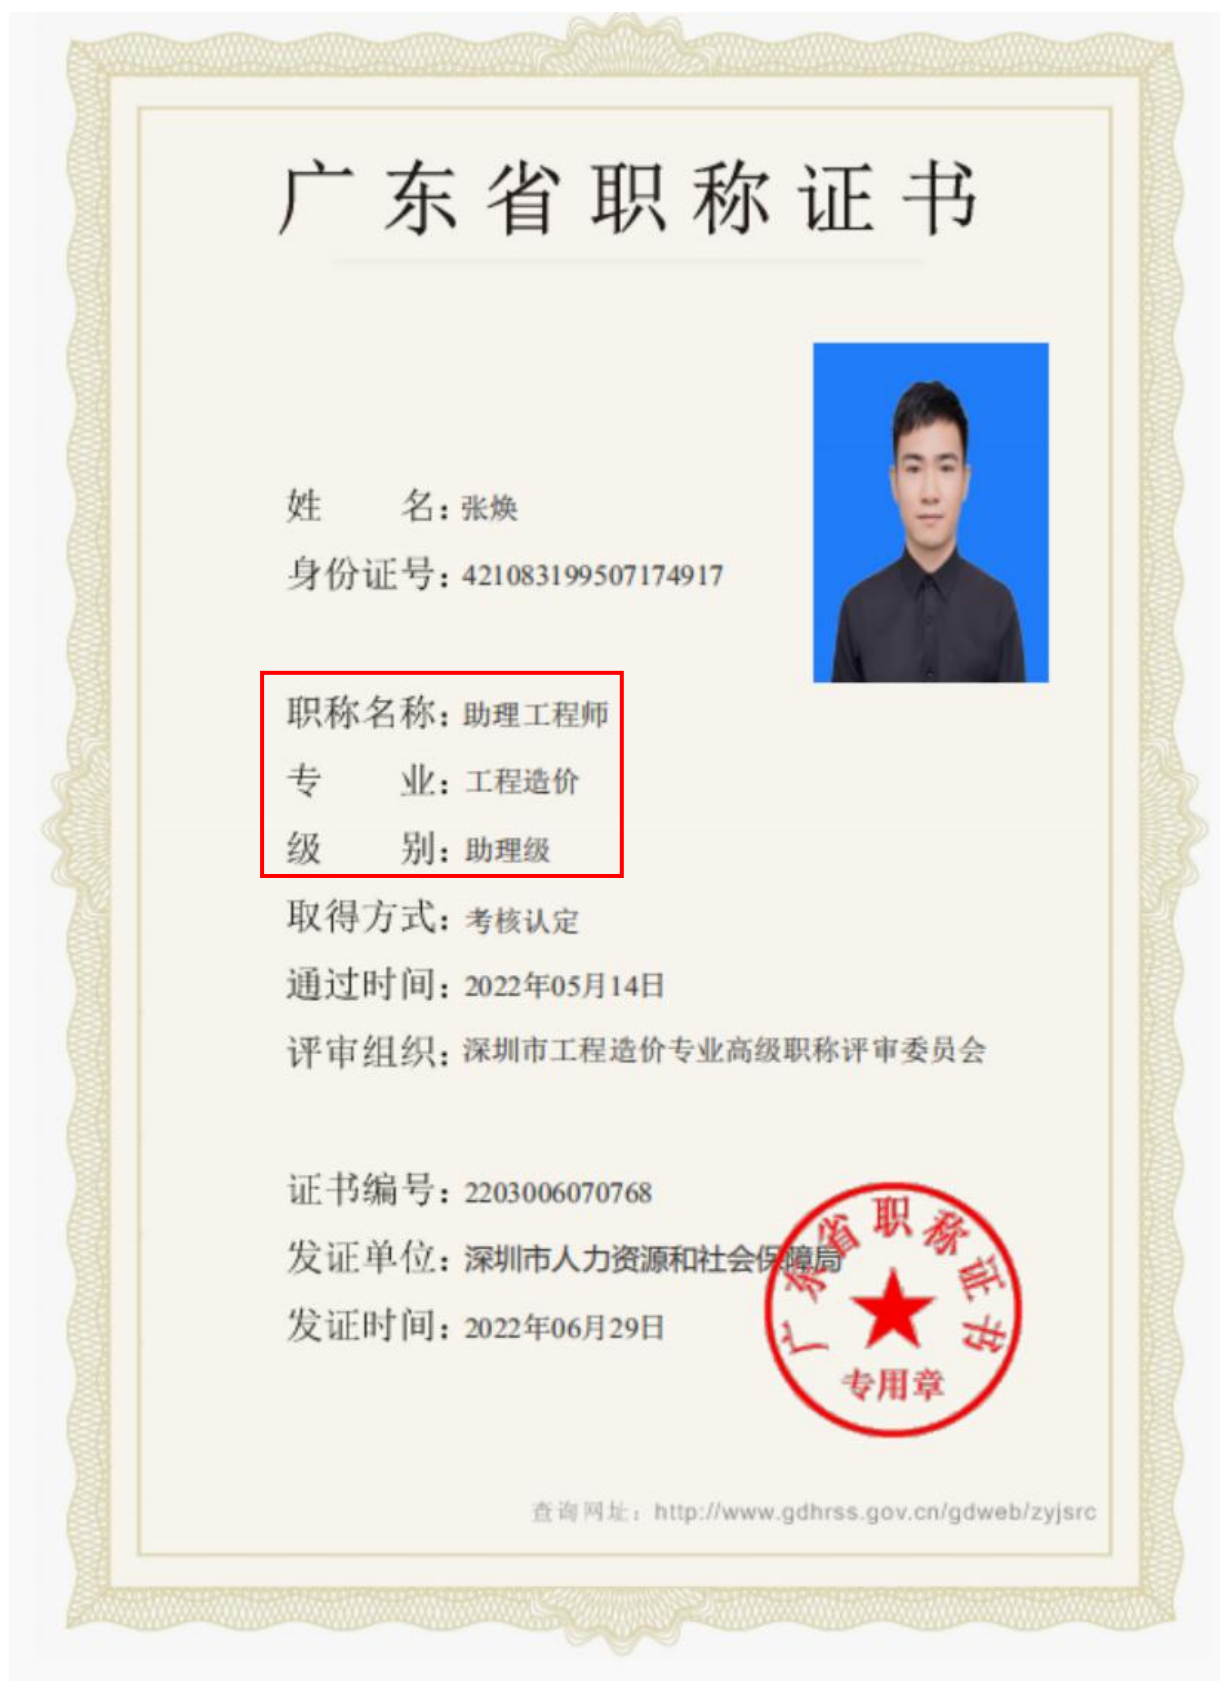 广东省职称证书
姓名：张焕
身份证号：421083199507174917
职称名称：助理工程师
专业：工程造价
级别：助理级
取得方式：考核认定
通过时间：2022年05月14日
评审组织：深圳市工程造价专业高级职称评审委员会
证书编号：2203006070768
发证单位：深圳市人力资源和社会保障局
发证时间：2022年06月29日
广东省职称证书
专用章
查询网址：http://www.gdhrss.gov.cn/gdweb/zyjsrc